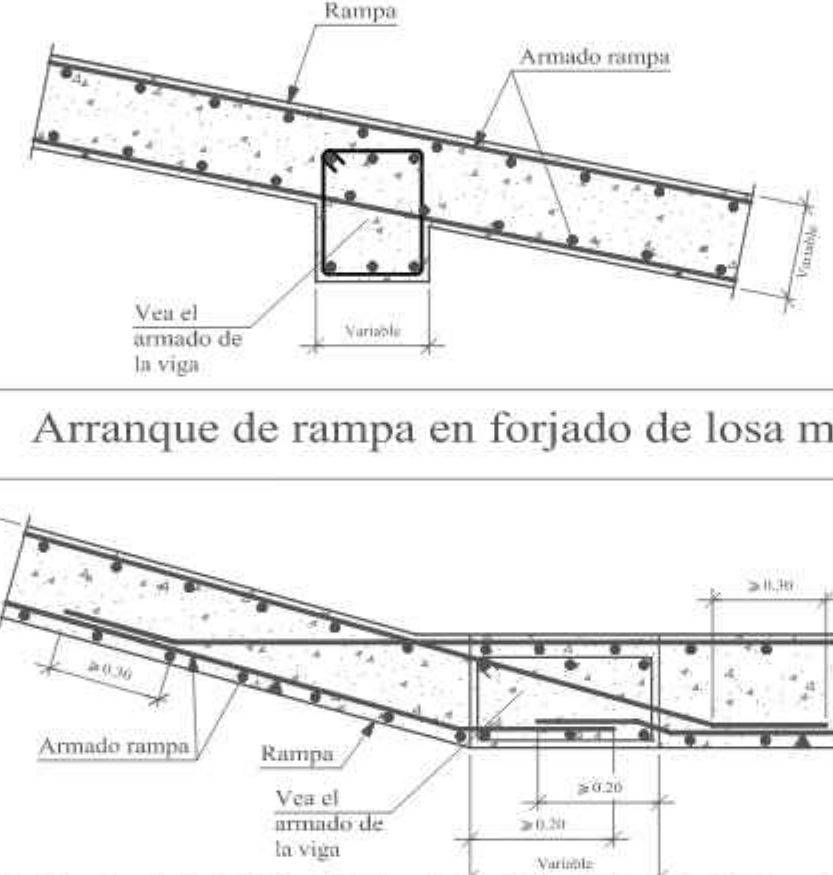 Rampa
Armado rampa
Variable
Vea el
armado de
la viga
Variable
Arranque de rampa en forjado de losa m
≥0.30
≥0.30
Armado rampa
Rampa
Vea el
armado de
la viga
≥0.20
≥0.20
Variable